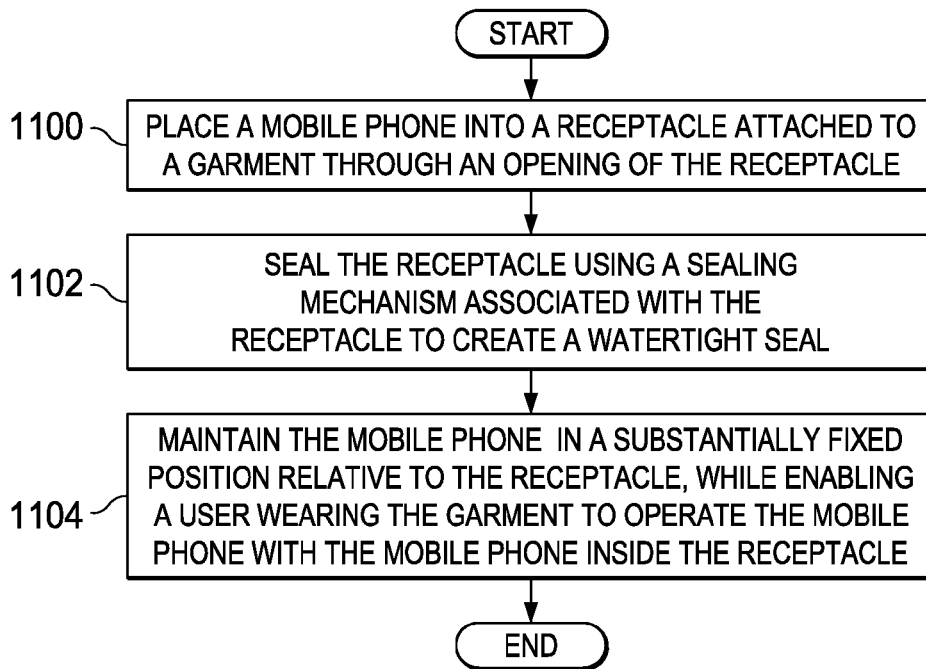 START
1100
PLACE A MOBILE PHONE INTO A RECEPTACLE ATTACHED TO
A GARMENT THROUGH AN OPENING OF THE RECEPTACLE
1102
SEAL THE RECEPTACLE USING A SEALING
MECHANISM ASSOCIATED WITH THE
RECEPTACLE TO CREATE A WATERTIGHT SEAL
1104
MAINTAIN THE MOBILE PHONE IN A SUBSTANTIALLY FIXED
POSITION RELATIVE TO THE RECEPTACLE, WHILE ENABLING
A USER WEARING THE GARMENT TO OPERATE THE MOBILE
PHONE WITH THE MOBILE PHONE INSIDE THE RECEPTACLE
END